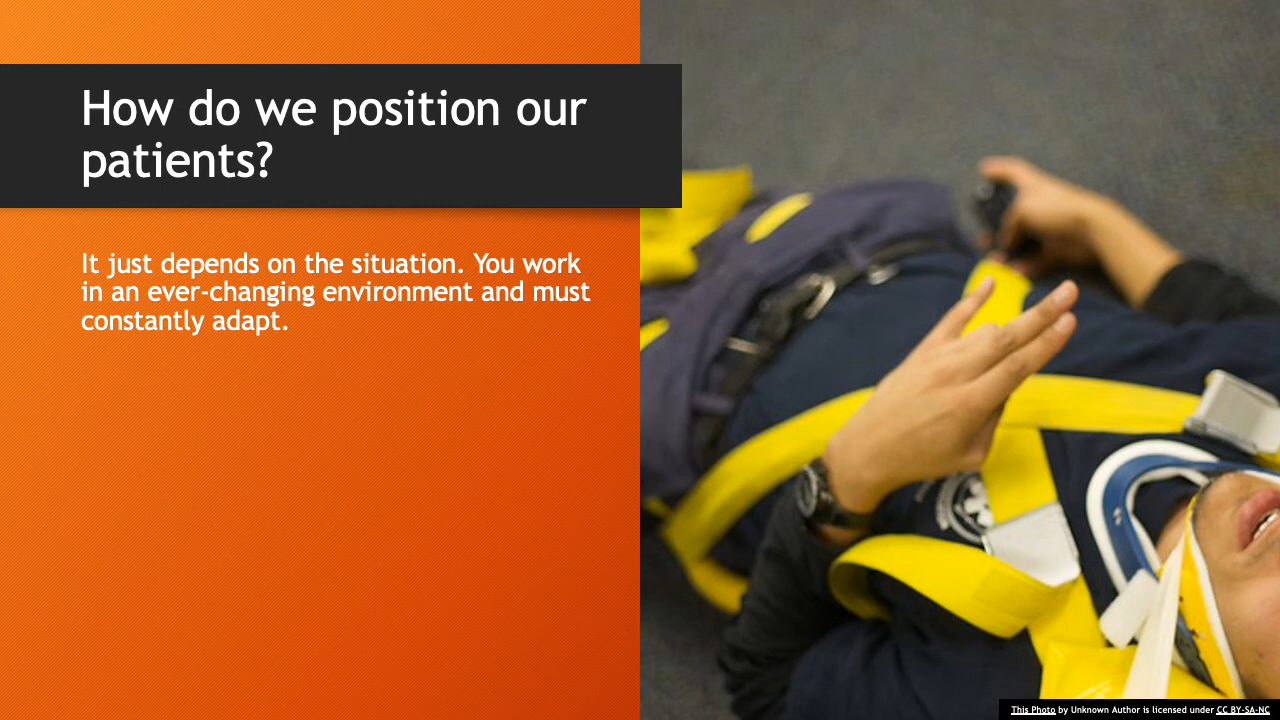 How do we position our
patients?
It just depends on the situation. You work
in an ever-changing environment and must
constantly adapt.
This Photo by Unknown Author is licensed under CC BY-SA-NC